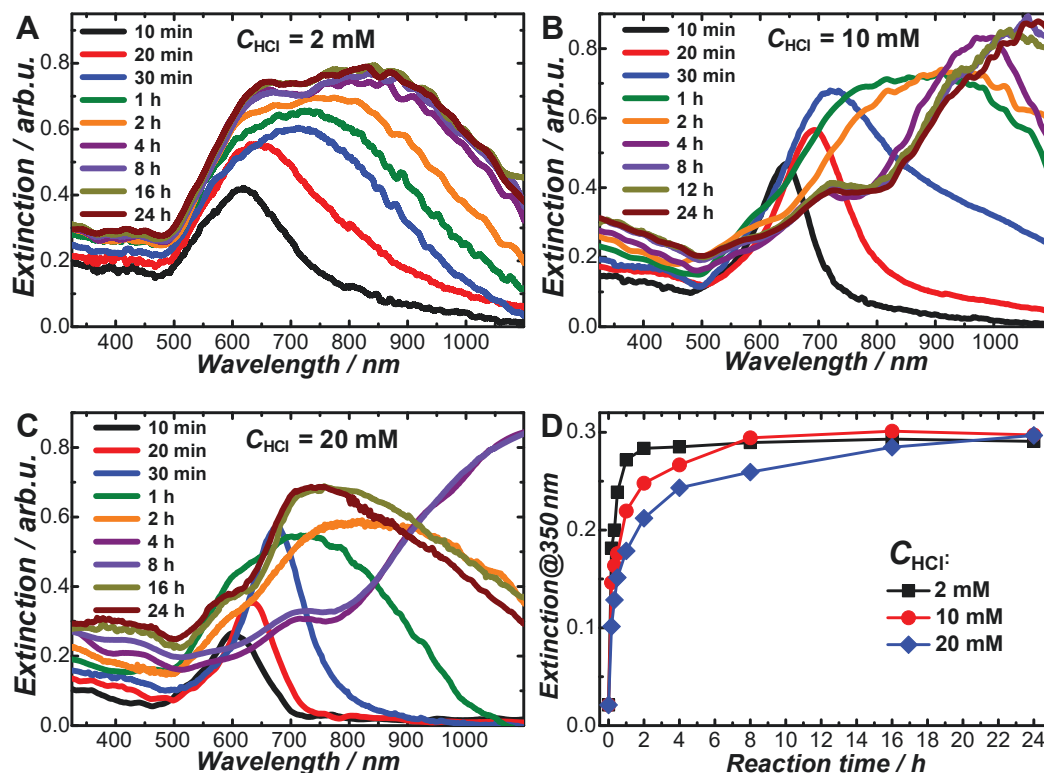 A
C_HCl = 2 mM
10 min
20 min
30 min
1 h
2 h
4 h
8 h
16 h
24 h
Extinction / arb.u.
0.8
0.6
0.4
0.2
0.0
400 500 600 700 800 900 1000
Wavelength / nm
B
C_HCl = 10 mM
10 min
20 min
30 min
1 h
2 h
4 h
8 h
12 h
24 h
Extinction / arb.u.
0.8
0.6
0.4
0.2
0.0
400 500 600 700 800 900 1000
Wavelength / nm
C
C_HCl = 20 mM
10 min
20 min
30 min
1 h
2 h
4 h
8 h
16 h
24 h
Extinction / arb.u.
0.8
0.6
0.4
0.2
0.0
400 500 600 700 800 900 1000
Wavelength / nm
D
C_HCl:
2 mM
10 mM
20 mM
Extinction@350 nm
0.3
0.2
0.1
0.0
0 2 4 6 8 10 12 14 16 18 20 22 24
Reaction time / h